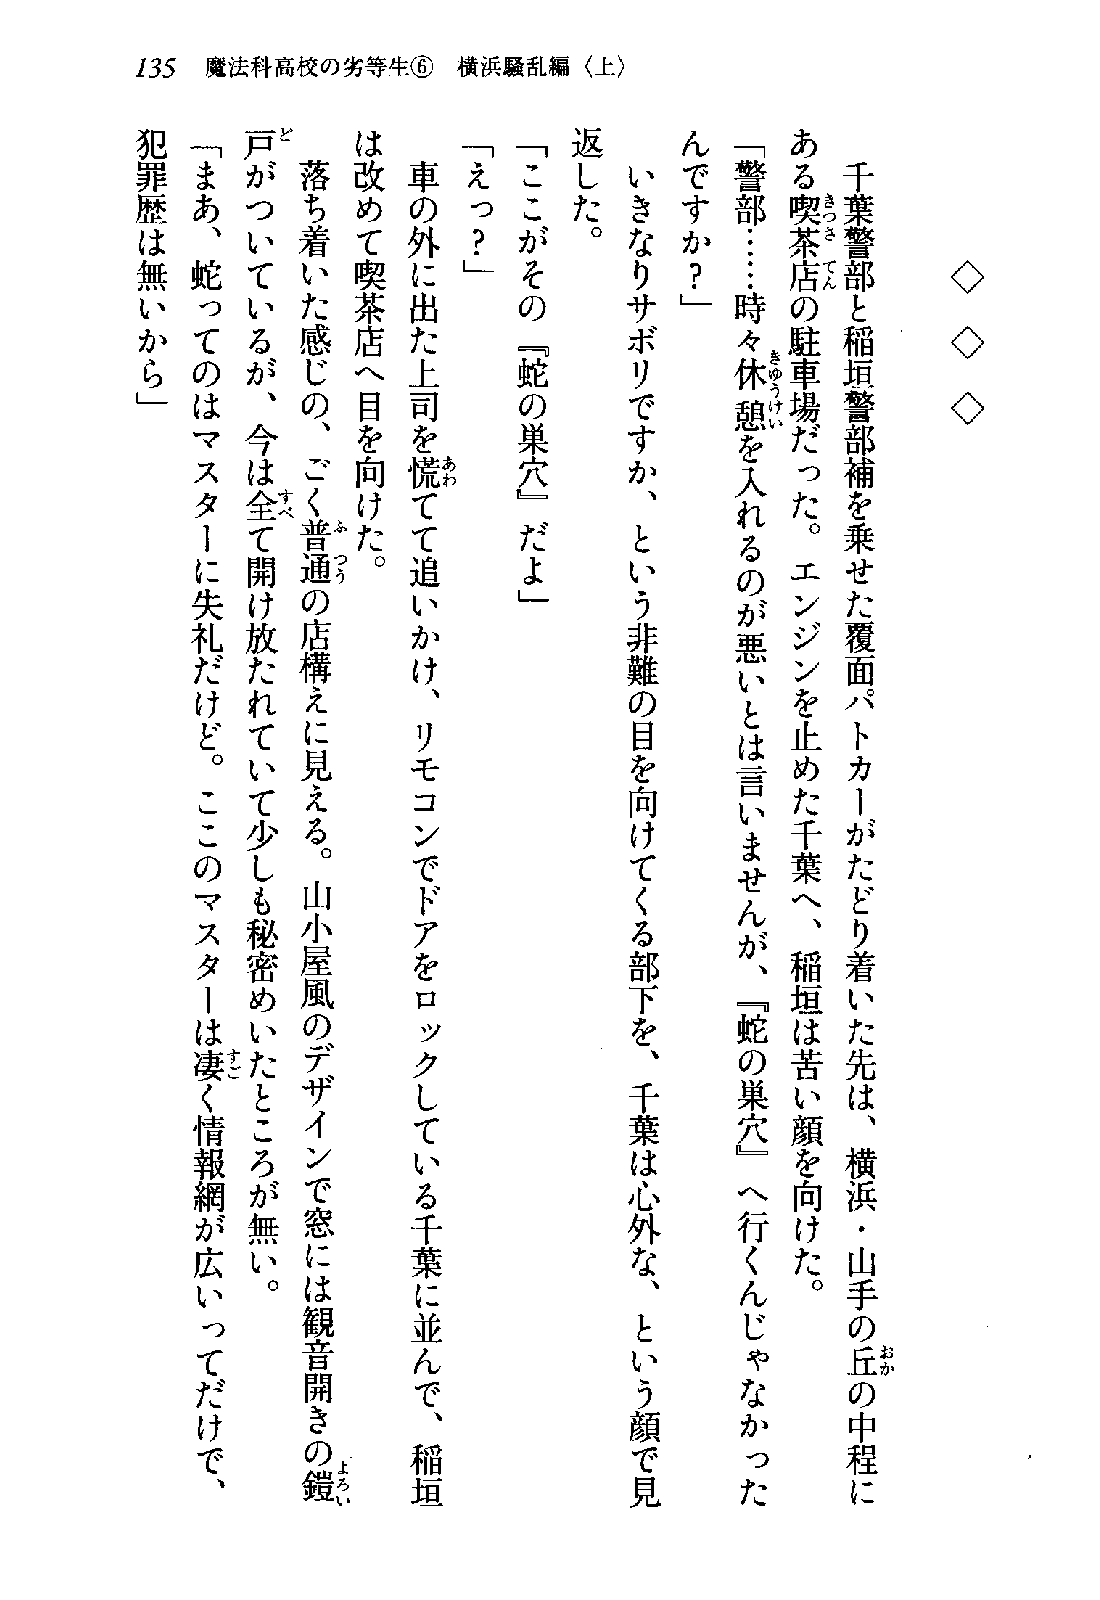 135 魔法科高校の劣等生⑥ 横浜騒乱編〈上〉
◇ ◇ ◇
千葉警部と稲垣警部補を乗せた覆面パトカーがたどり着いた先は、横浜・山手の丘の中程に
ある喫茶店の駐車場だった。エンジンを止めた千葉へ、稲垣は苦い顔を向けた。
「警部……時々休憩を入れるのが悪いとは言いませんが、『蛇の巣穴』へ行くんじゃなかった
んですか？」
いきなりサボリですか、という非難の目を向けてくる部下を、千葉は心外な、という顔で見
返した。
「ここがその『蛇の巣穴』だよ」
「えっ？」
車の外に出た上司を慌てて追いかけ、リモコンでドアをロックしている千葉に並んで、稲垣
は改めて喫茶店へ目を向けた。
落ち着いた感じの、ごく普通の店構えに見える。山小屋風のデザインで窓には観音開きの鎧
戸がついているが、今は全て開け放たれていて少しも秘密めいたところが無い。
「まあ、蛇ってのはマスターに失礼だけど。ここのマスターは凄く情報網が広いってだけで、
犯罪歴は無いから」